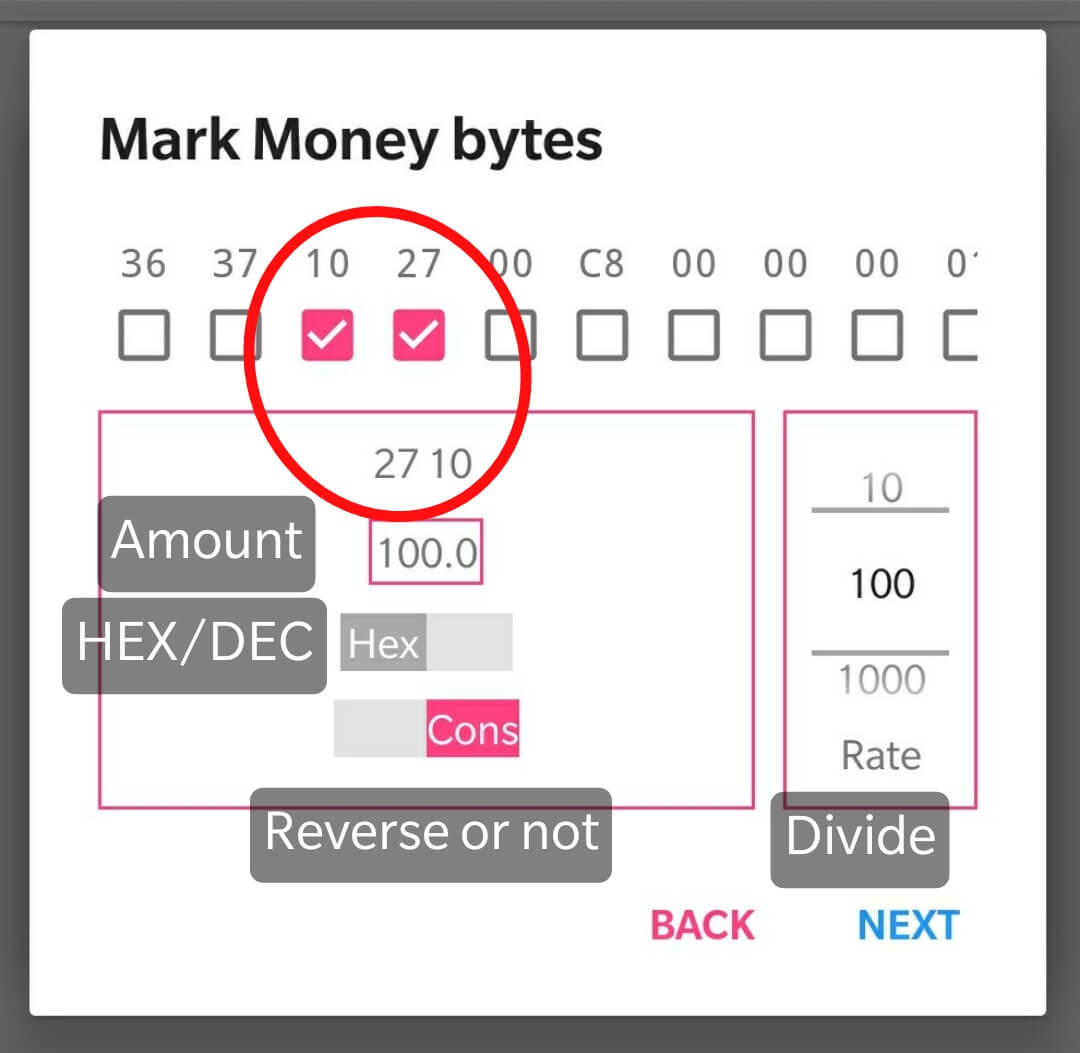 Mark Money bytes
36 37 10 27 00 C8 00 00 00 0
27 10
10
Amount
100.0
100
HEX/DEC
Hex
1000
Cons
Rate
Reverse or not
Divide
BACK
NEXT